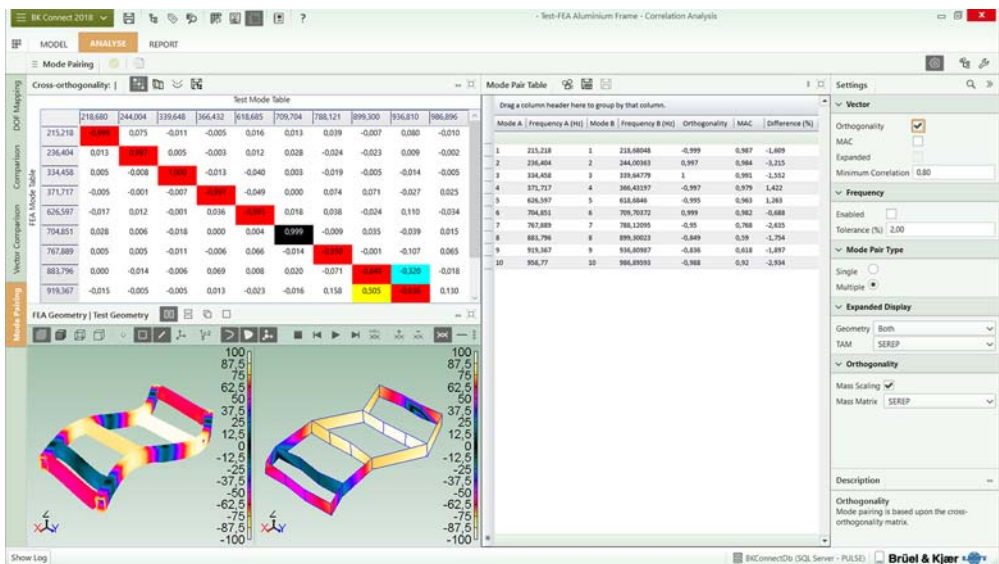 BK Connect 2018
?
- Test-FEA Aluminium Frame - Correlation Analysis
MODEL ANALYSE REPORT
Mode Pairing
DOF Mapping
Comparison
Vector Comparison
Mode Pairing
Cross-orthogonality: |
Test Mode Table
FEA Mode Table
218,680 244,004 339,648 366,432 618,685 709,704 788,121 899,300 936,810 986,896
215,218 0,075 -0,011 -0,005 0,016 0,013 0,039 -0,007 0,080 -0,010
236,404 0,013 0,997 0,005 -0,003 0,012 0,028 -0,024 -0,023 0,009 -0,002
334,458 0,005 -0,008 -0,013 -0,040 0,003 -0,019 -0,005 -0,014 -0,005
371,717 -0,005 -0,001 -0,007 -0,049 0,000 0,074 0,071 -0,027 0,025
626,597 -0,017 0,012 -0,001 0,036 0,018 0,038 -0,024 0,110 -0,034
704,851 0,028 0,006 -0,018 0,000 0,004 0,999 -0,009 0,035 -0,039 0,015
767,889 0,005 0,005 -0,011 -0,006 0,066 -0,014 -0,001 -0,107 0,065
883,796 0,000 -0,014 -0,006 0,069 0,008 0,020 -0,071 -0,320 -0,018
919,367 -0,015 -0,005 -0,005 0,013 -0,023 -0,016 0,158 0,505 0,130
FEA Geometry | Test Geometry
100
87,5
75
62,5
50
37,5
25
12,5
0
-12,5
-25
-37,5
-50
-62,5
-75
-87,5
-100
Z
X Y
100
87,5
75
62,5
50
37,5
25
12,5
0
-12,5
-25
-37,5
-50
-62,5
-75
-87,5
-100
Z
X Y
Mode Pair Table
Drag a column header here to group by that column.
Mode A Frequency A (Hz) Mode B Frequency B (Hz) Orthogonality MAC Difference (%)
1 215,218 1 218,68048 -0,999 0,987 -1,609
2 236,404 2 244,00363 0,997 0,984 -3,215
3 334,458 3 339,64779 1 0,991 -1,552
4 371,717 4 366,43197 -0,997 0,979 1,422
5 626,597 5 618,6846 -0,995 0,963 1,263
6 704,851 6 709,70372 0,999 0,982 -0,688
7 767,889 7 788,12095 -0,95 0,768 -2,635
8 883,796 8 899,30023 -0,849 0,59 -1,754
9 919,367 9 936,80987 -0,836 0,618 -1,897
10 958,77 10 986,89593 -0,988 0,92 -2,934
Settings
Vector
Orthogonality
MAC
Expanded
Minimum Correlation 0.80
Frequency
Enabled
Tolerance (%) 2,00
Mode Pair Type
Single
Multiple
Expanded Display
Geometry Both
TAM SEREP
Orthogonality
Mass Scaling
Mass Matrix SEREP
Description
Orthogonality
Mode pairing is based upon the cross-
orthogonality matrix.
Show Log
BKConnectDb (SQL Server - PULSE)
Brüel & Kjær